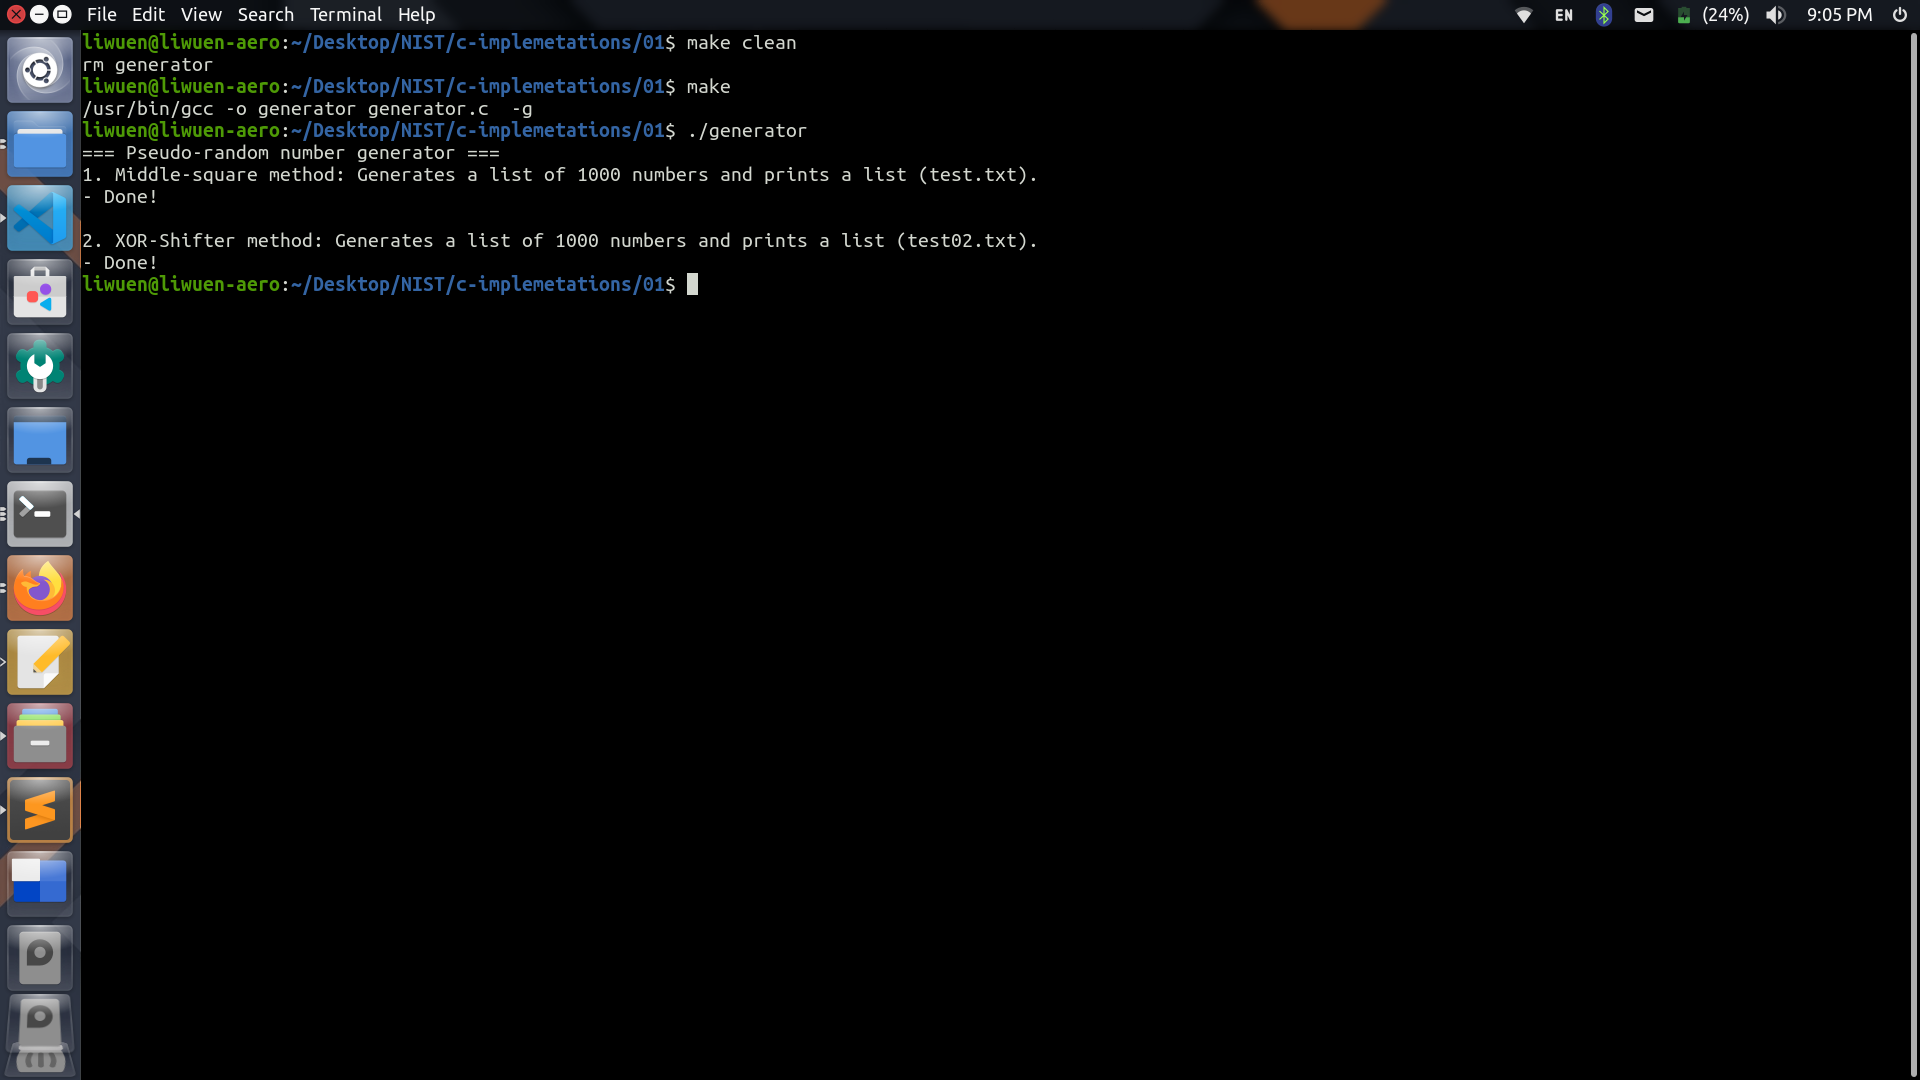 File Edit View Search Terminal Help EN (24%) 9:05 PM
liwuen@liwuen-aero:~/Desktop/NIST/c-implemetations/01$ make clean
rm generator
liwuen@liwuen-aero:~/Desktop/NIST/c-implemetations/01$ make
/usr/bin/gcc -o generator generator.c  -g
liwuen@liwuen-aero:~/Desktop/NIST/c-implemetations/01$ ./generator
=== Pseudo-random number generator ===
1. Middle-square method: Generates a list of 1000 numbers and prints a list (test.txt).
- Done!
2. XOR-Shifter method: Generates a list of 1000 numbers and prints a list (test02.txt).
- Done!
liwuen@liwuen-aero:~/Desktop/NIST/c-implemetations/01$